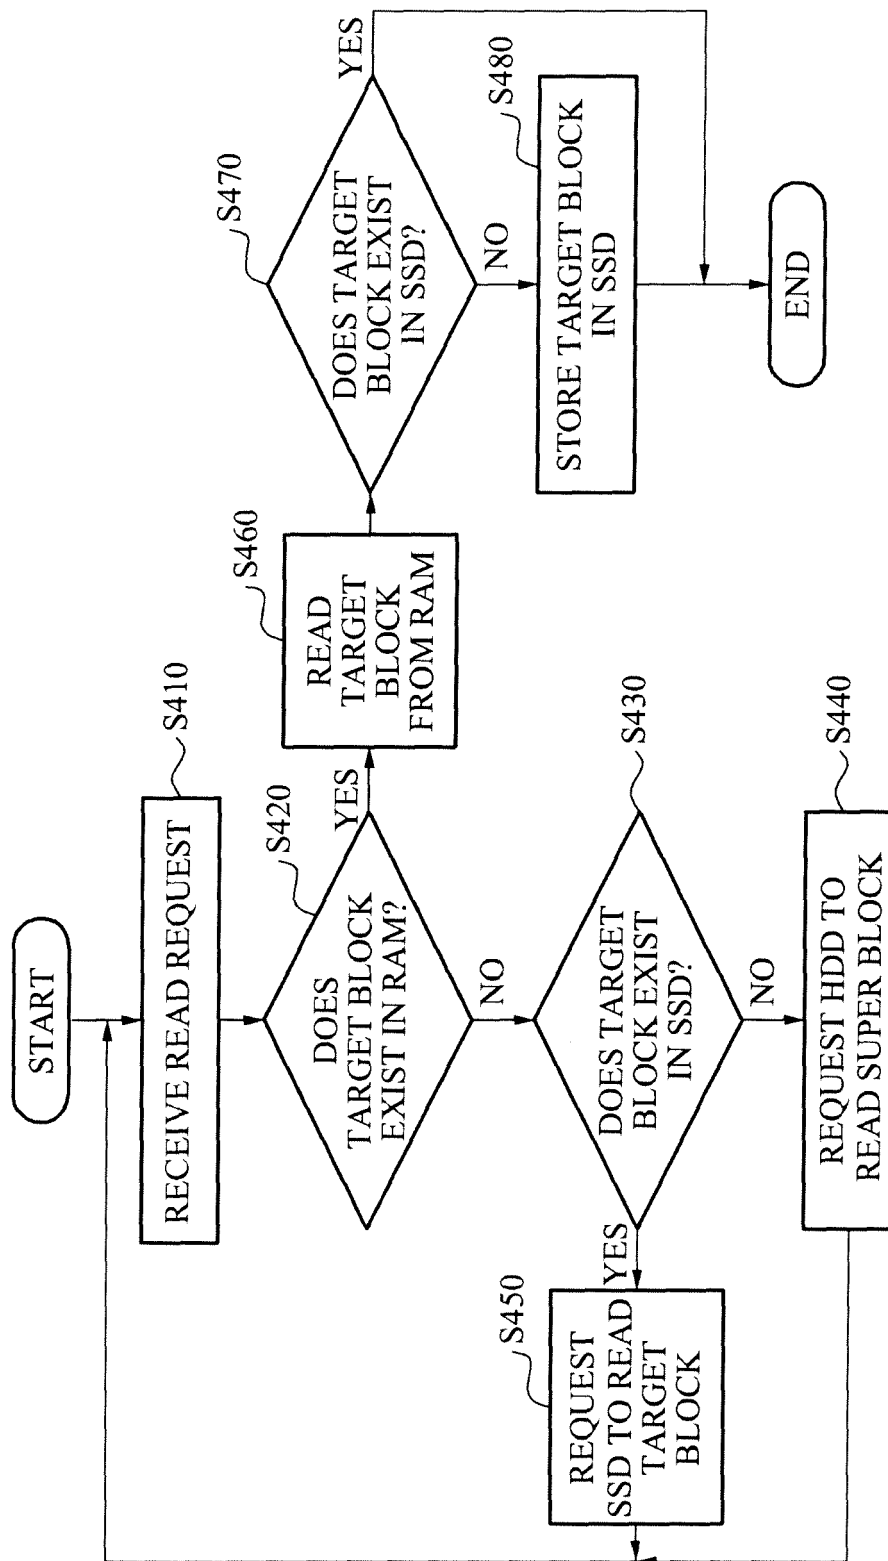 START
RECEIVE READ REQUEST
S410
DOES
TARGET BLOCK
EXIST IN RAM?
S420
YES
NO
READ
TARGET
BLOCK
FROM RAM
S460
DOES TARGET
BLOCK EXIST
IN SSD?
S470
YES
NO
STORE TARGET BLOCK
IN SSD
S480
END
DOES TARGET
BLOCK EXIST
IN SSD?
S430
YES
NO
REQUEST
SSD TO READ
TARGET
BLOCK
S450
REQUEST HDD TO
READ SUPER BLOCK
S440